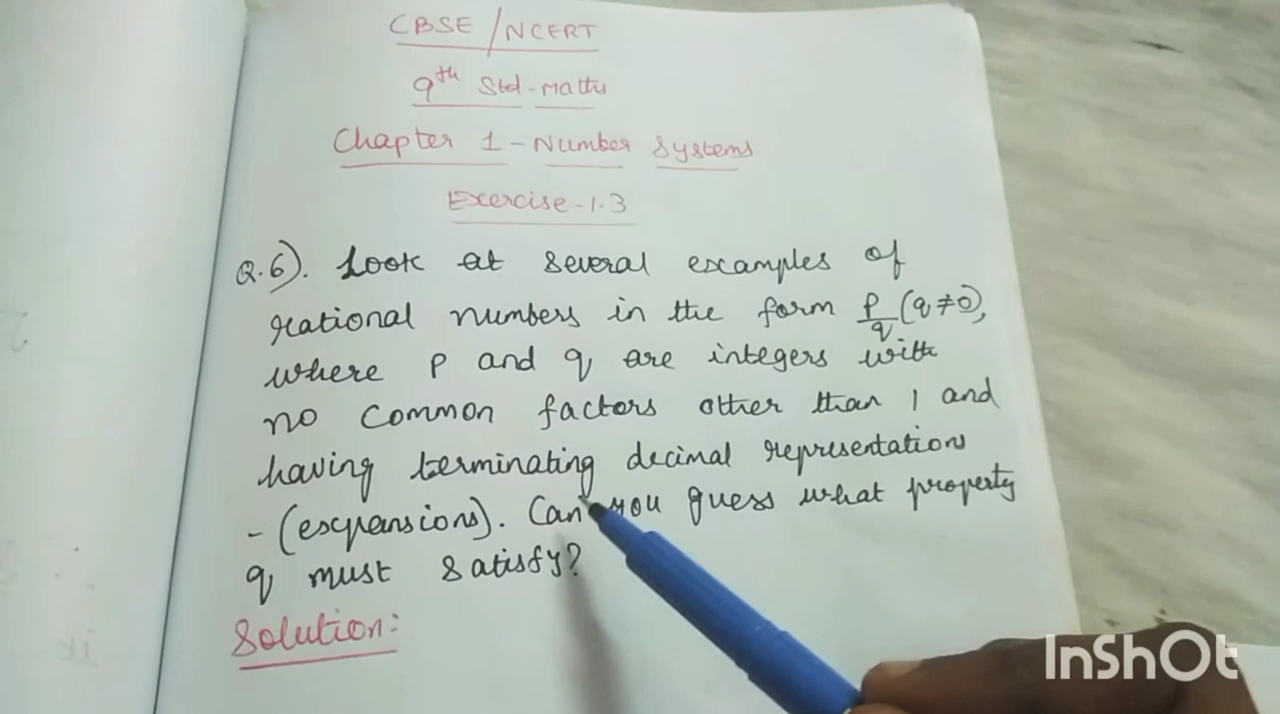 CBSE/NCERT
9th Std-Maths
Chapter 1-Number Systems
Exercise-1.3
Q.6). Look at several examples of
rational numbers in the form p/q (q≠0),
where p and q are integers with
no common factors other than 1 and
having terminating decimal representation
-(expansions). Can you guess what property
q must satisfy?
Solution:
InShOt